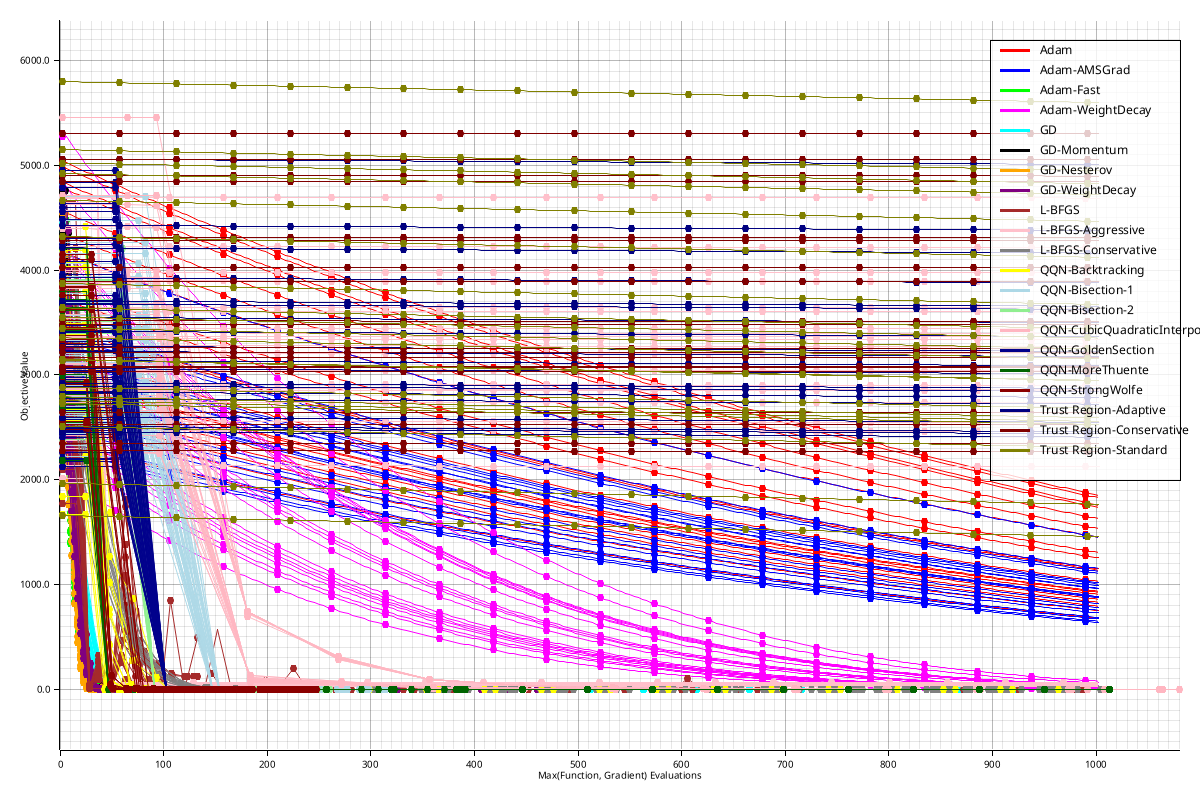 6000.0
5000.0
4000.0
3000.0
2000.0
1000.0
0.0
Objective Value
0 100 200 300 400 500 600 700 800 900 1000
Max(Function, Gradient) Evaluations
Adam
Adam-AMSGrad
Adam-Fast
Adam-WeightDecay
GD
GD-Momentum
GD-Nesterov
GD-WeightDecay
L-BFGS
L-BFGS-Aggressive
L-BFGS-Conservative
QQN-Backtracking
QQN-Bisection-1
QQN-Bisection-2
QQN-CubicQuadraticInterpo
QQN-GoldenSection
QQN-MoreThuente
QQN-StrongWolfe
Trust Region-Adaptive
Trust Region-Conservative
Trust Region-Standard